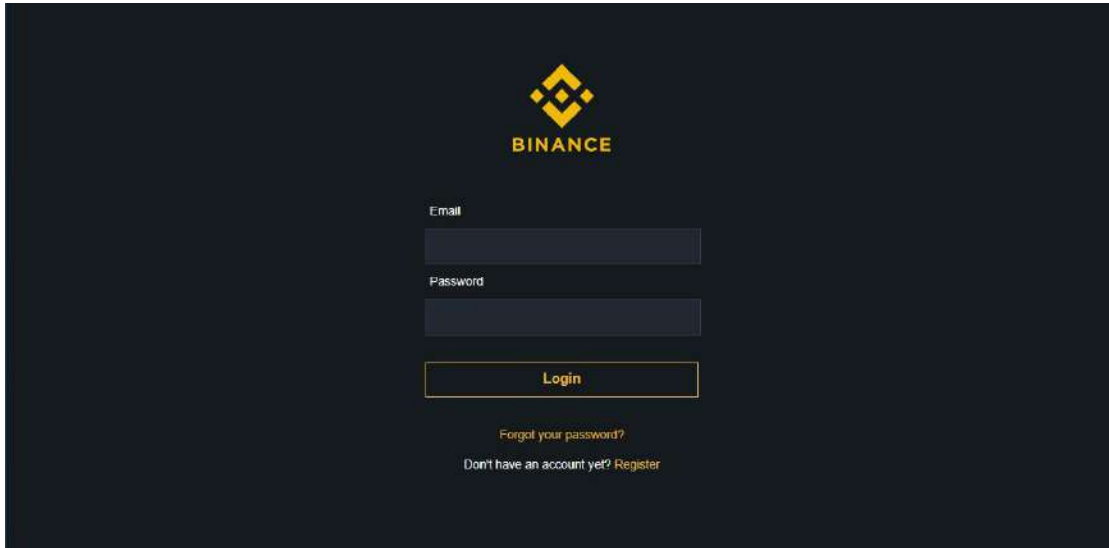 BINANCE
Email
Password
Login
Forgot your password?
Don't have an account yet? Register